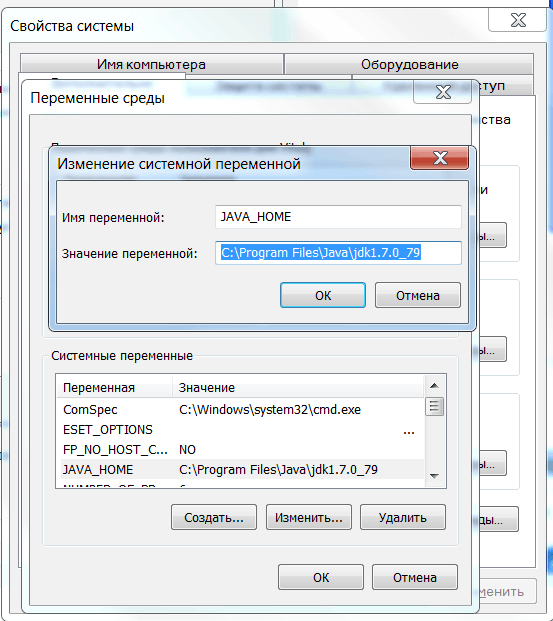 Свойства системы
Имя компьютера
Оборудование
Переменные среды
Изменение системной переменной
Имя переменной:
JAVA_HOME
Значение переменной:
C:\Program Files\Java\jdk1.7.0_79
OK
Отмена
Системные переменные
Переменная
Значение
ComSpec
C:\Windows\system32\cmd.exe
ESET_OPTIONS
...
FP_NO_HOST_C...
NO
JAVA_HOME
C:\Program Files\Java\jdk1.7.0_79
Создать...
Изменить...
Удалить
OK
Отмена